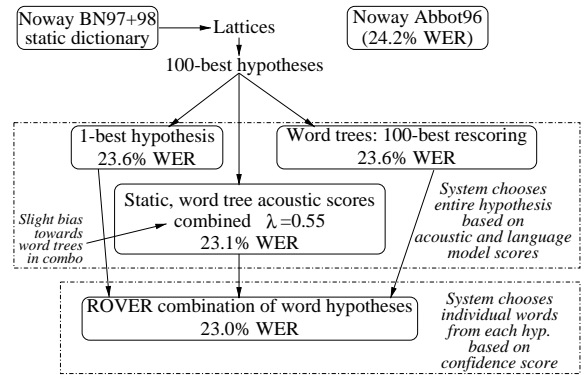 Noway BN97+98
static dictionary
Lattices
Noway Abbot96
(24.2% WER)
100-best hypotheses
1-best hypothesis
23.6% WER
Word trees: 100-best rescoring
23.6% WER
Static, word tree acoustic scores
combined λ=0.55
23.1% WER
Slight bias
towards
word trees
in combo
System chooses
entire hypothesis
based on
acoustic and language
model scores
ROVER combination of word hypotheses
23.0% WER
System chooses
individual words
from each hyp.
based on
confidence score